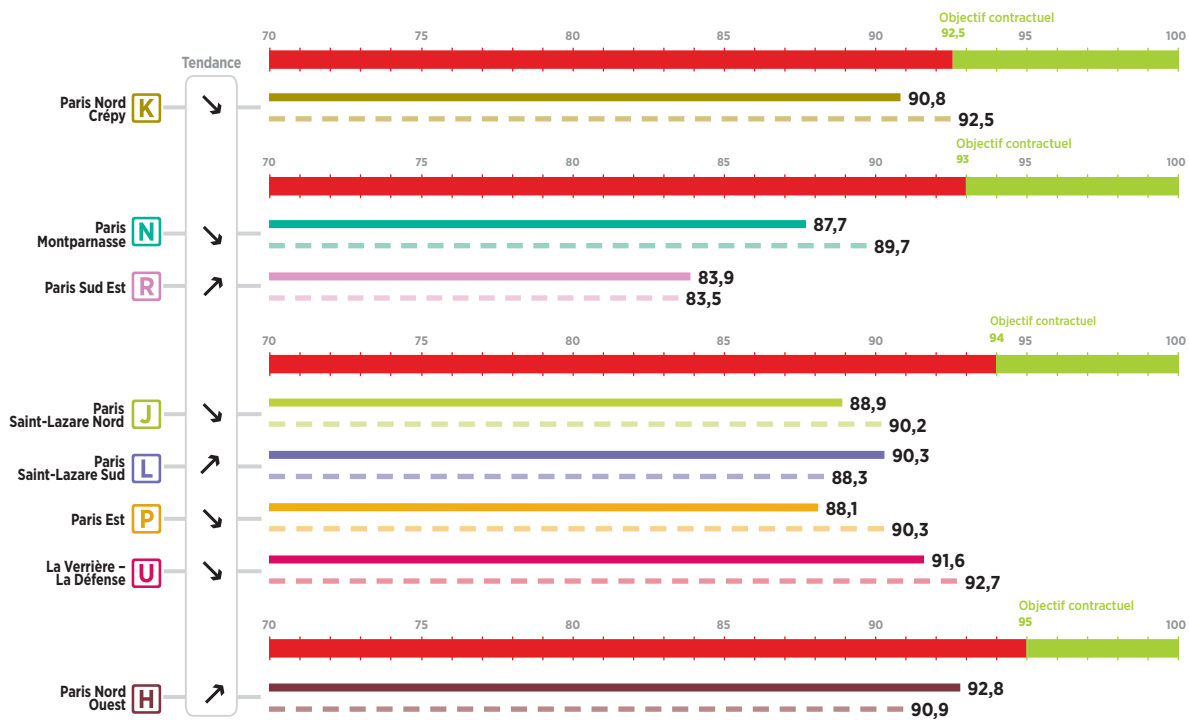 Objectif contractuel
92,5
70 75 80 85 90 95 100
Tendance
Paris Nord
Crépy
K
90,8
92,5
Objectif contractuel
93
70 75 80 85 90 95 100
Paris
Montparnasse
N
87,7
89,7
Paris Sud Est
R
83,9
83,5
Objectif contractuel
94
70 75 80 85 90 95 100
Paris
Saint-Lazare Nord
J
88,9
90,2
Paris
Saint-Lazare Sud
L
90,3
88,3
Paris Est
P
88,1
90,3
La Verrière –
La Défense
U
91,6
92,7
Objectif contractuel
95
70 75 80 85 90 95 100
Paris Nord
Ouest
H
92,8
90,9